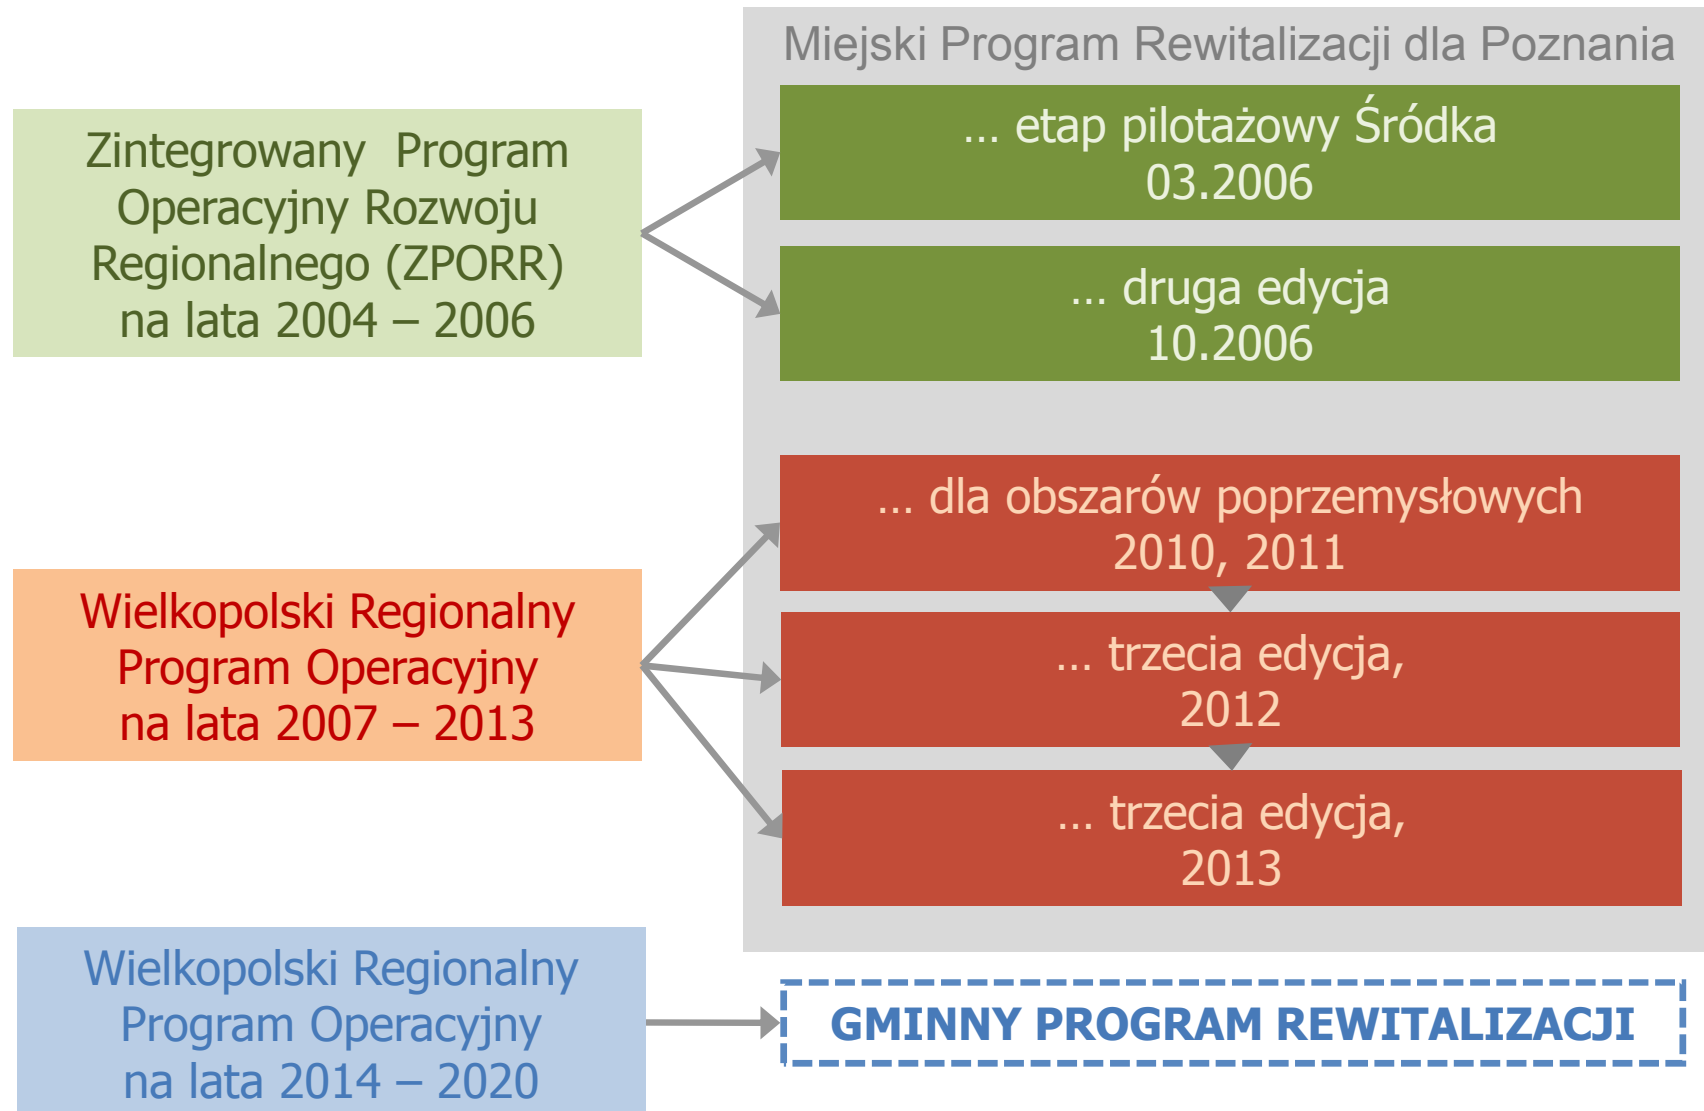 Miejski Program Rewitalizacji dla Poznania
Zintegrowany Program
Operacyjny Rozwoju
Regionalnego (ZPORR)
na lata 2004 – 2006
... etap pilotażowy Śródka
03.2006
... druga edycja
10.2006
Wielkopolski Regionalny
Program Operacyjny
na lata 2007 – 2013
... dla obszarów poprzemysłowych
2010, 2011
... trzecia edycja,
2012
... trzecia edycja,
2013
Wielkopolski Regionalny
Program Operacyjny
na lata 2014 – 2020
GMINNY PROGRAM REWITALIZACJI